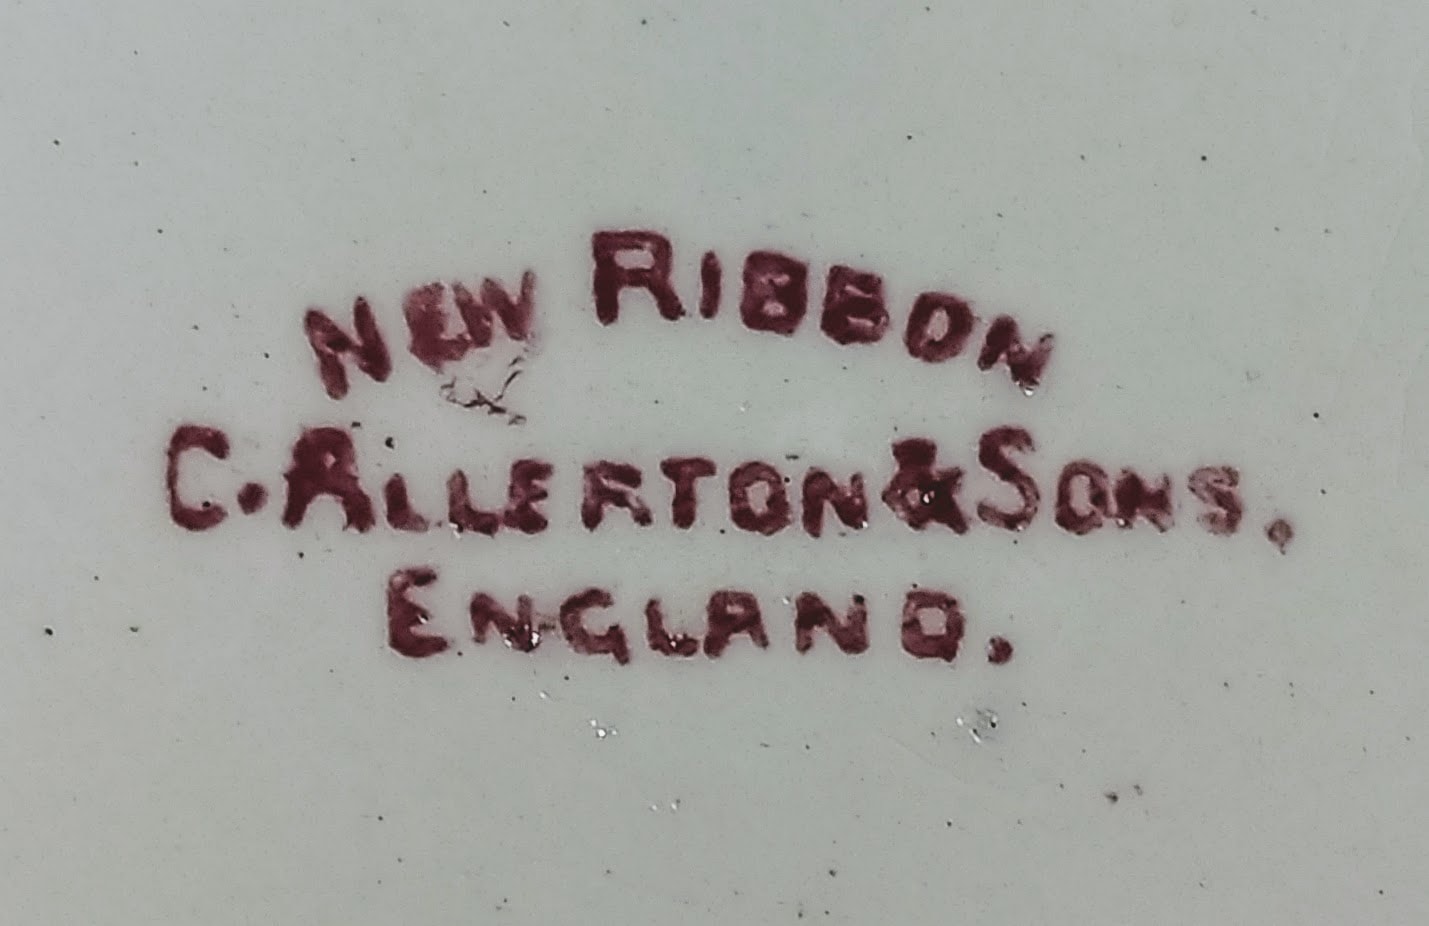 NEW RIBBON
C. ALLERTON & SONS.
ENGLAND.